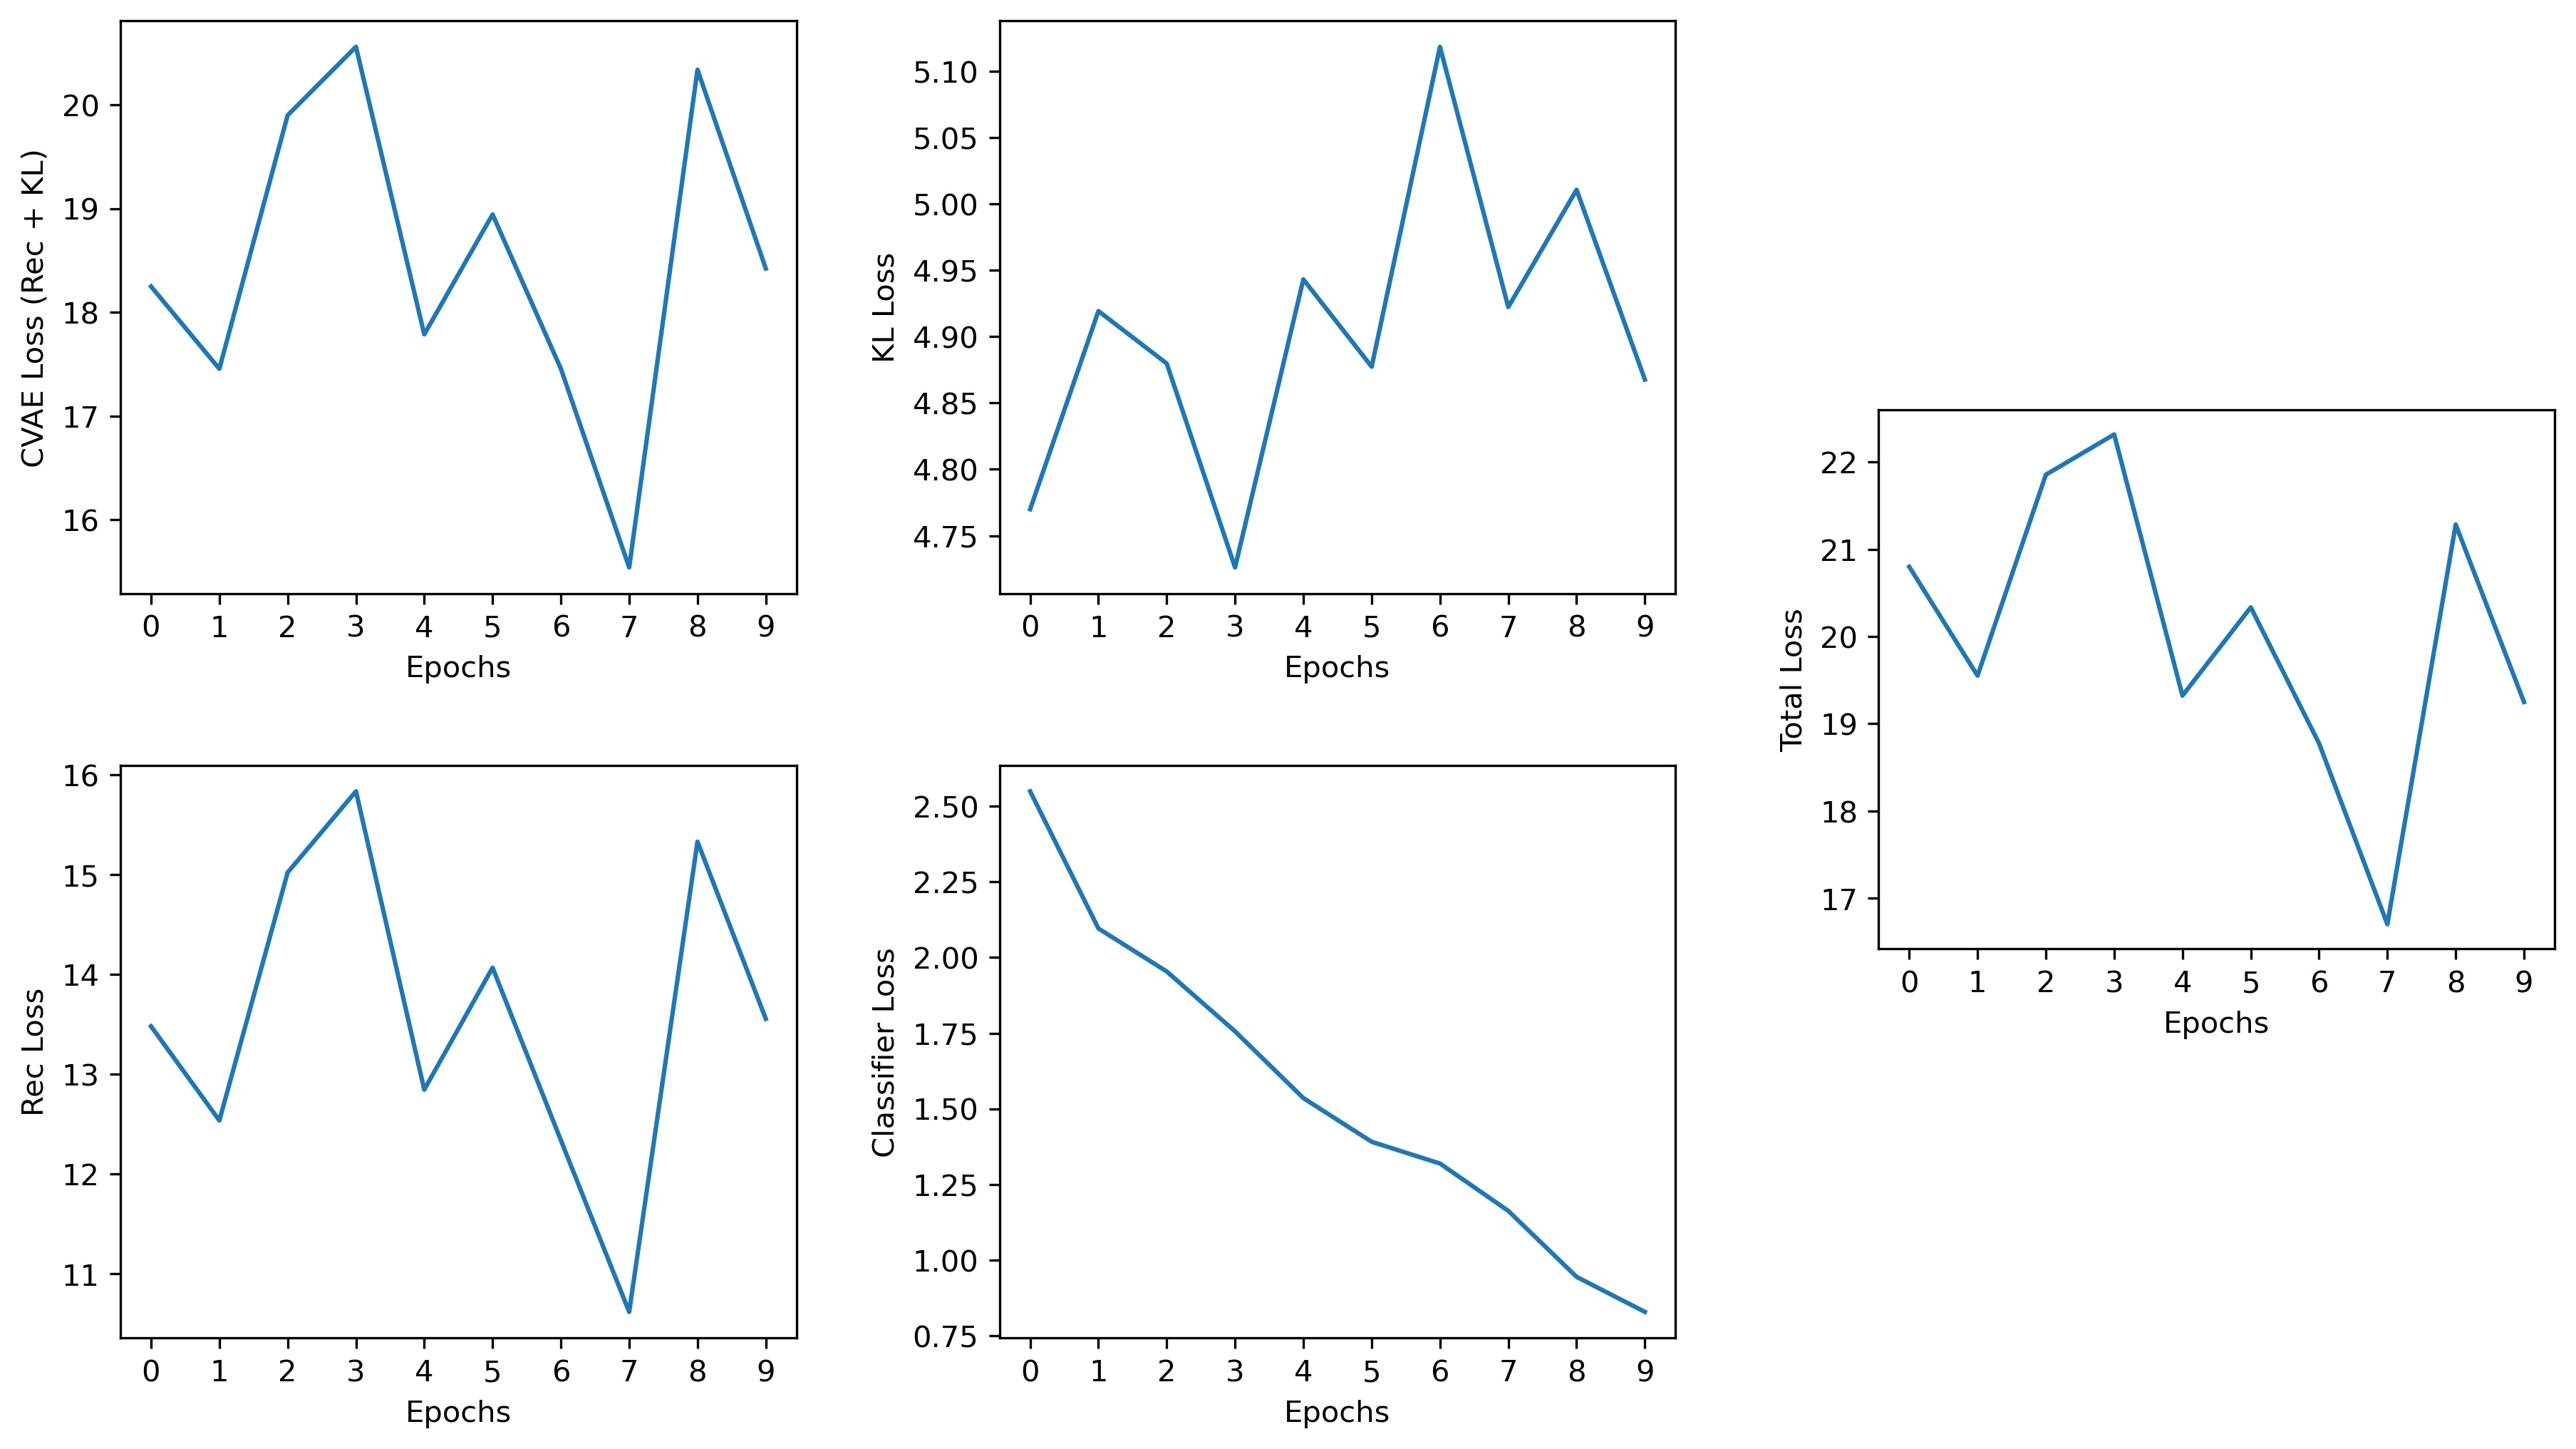 CVAE Loss (Rec + KL)
20
19
18
17
16
0 1 2 3 4 5 6 7 8 9
Epochs
KL Loss
5.10
5.05
5.00
4.95
4.90
4.85
4.80
4.75
0 1 2 3 4 5 6 7 8 9
Epochs
Rec Loss
16
15
14
13
12
11
0 1 2 3 4 5 6 7 8 9
Epochs
Classifier Loss
2.50
2.25
2.00
1.75
1.50
1.25
1.00
0.75
0 1 2 3 4 5 6 7 8 9
Epochs
Total Loss
22
21
20
19
18
17
0 1 2 3 4 5 6 7 8 9
Epochs